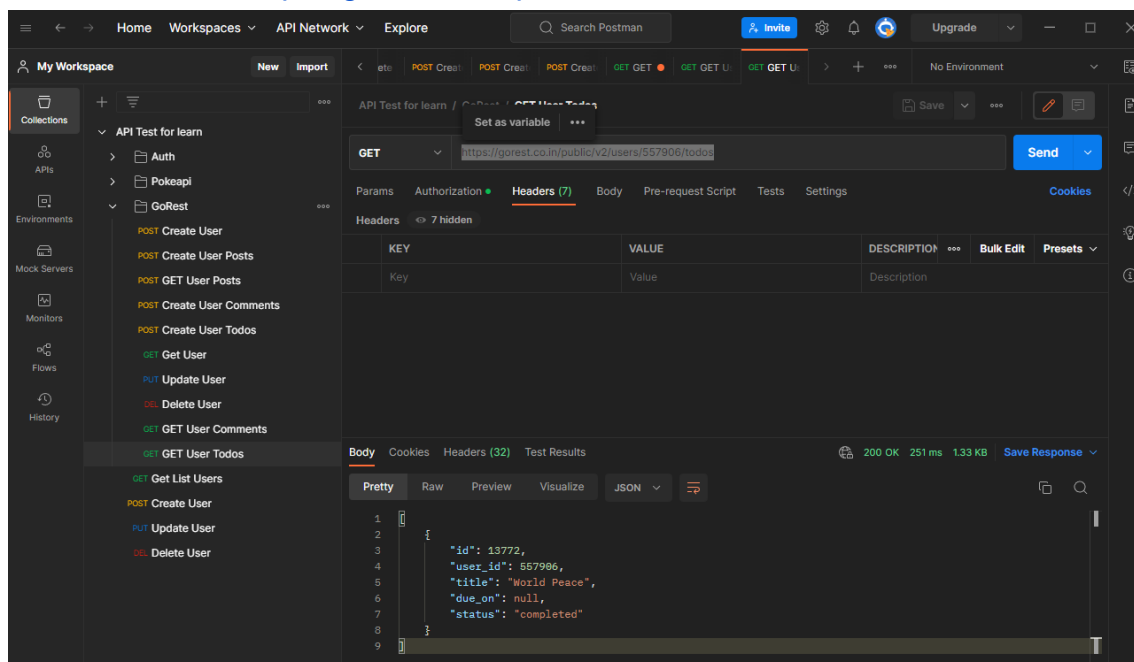 Home Workspaces API Network Explore Search Postman Invite Upgrade
My Workspace New Import
ete POST Creat POST Creat POST Creat GET GET GET GET U GET GET U No Environment
API Test for learn / GoRest / GET User Todos Save
Set as variable
GET https://gorest.co.in/public/v2/users/557906/todos Send
Params Authorization Headers (7) Body Pre-request Script Tests Settings Cookies
Headers 7 hidden
KEY VALUE DESCRIPTION Bulk Edit Presets
Key Value Description
Collections
APIs
Environments
Mock Servers
Monitors
Flows
History
API Test for learn
Auth
Pokeapi
GoRest
POST Create User
POST Create User Posts
POST GET User Posts
POST Create User Comments
POST Create User Todos
GET Get User
PUT Update User
DEL Delete User
GET GET User Comments
GET GET User Todos
GET Get List Users
POST Create User
PUT Update User
DEL Delete User
Body Cookies Headers (32) Test Results 200 OK 251 ms 1.33 KB Save Response
Pretty Raw Preview Visualize JSON
1 [
2 {
3 "id": 13772,
4 "user_id": 557906,
5 "title": "World Peace",
6 "due_on": null,
7 "status": "completed"
8 }
9 ]